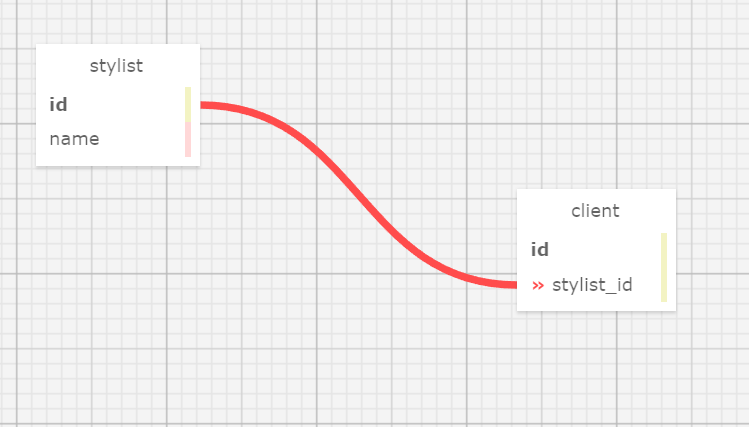 stylist
id
name
client
id
» stylist_id